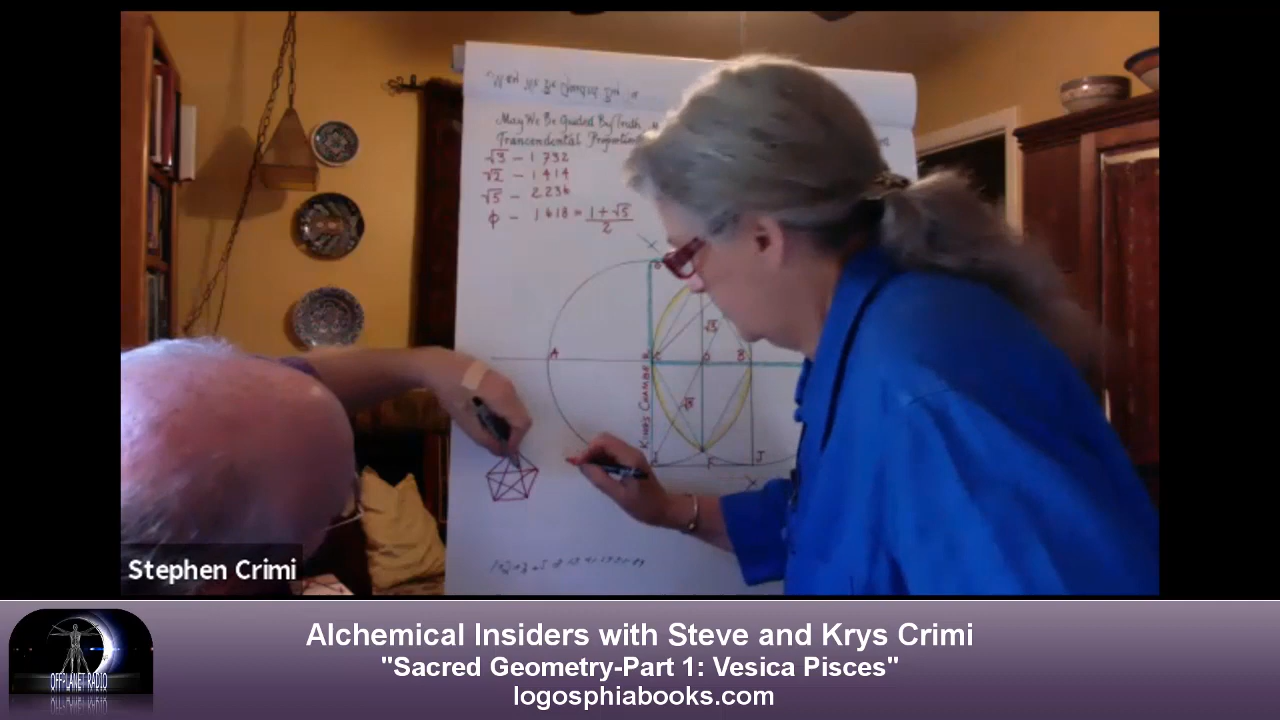 May We Be Guided By Truth
Trancendental Proportion
√3 – 1 732
√2 – 1 414
√5 – 2 236
φ – 1 618 = 1 + √5
2
√3
A
B
KING'S CHAMBER
J
Stephen Crimi
Alchemical Insiders with Steve and Krys Crimi
"Sacred Geometry-Part 1: Vesica Pisces"
OFFPLANET RADIO
logosphiabooks.com